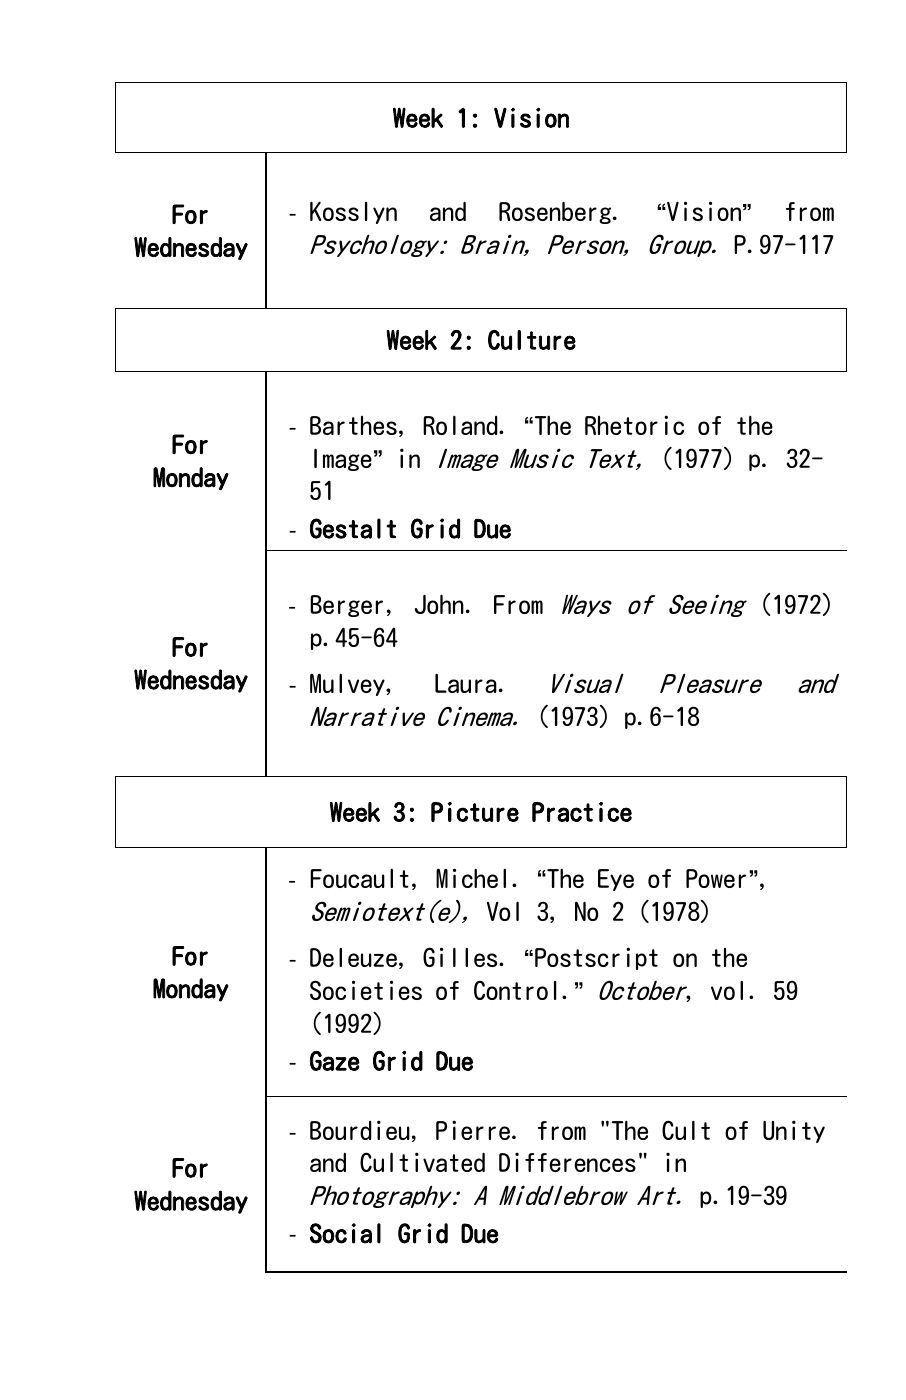 Week 1: Vision
For
Wednesday
- Kosslyn and Rosenberg. “Vision” from
Psychology: Brain, Person, Group. P.97-117
Week 2: Culture
For
Monday
- Barthes, Roland. “The Rhetoric of the
Image” in Image Music Text, (1977) p. 32-
51
- Gestalt Grid Due
For
Wednesday
- Berger, John. From Ways of Seeing (1972)
p.45-64
- Mulvey, Laura. Visual Pleasure and
Narrative Cinema. (1973) p.6-18
Week 3: Picture Practice
For
Monday
- Foucault, Michel. “The Eye of Power”,
Semiotext(e), Vol 3, No 2 (1978)
- Deleuze, Gilles. “Postscript on the
Societies of Control.” October, vol. 59
(1992)
- Gaze Grid Due
For
Wednesday
- Bourdieu, Pierre. from "The Cult of Unity
and Cultivated Differences" in
Photography: A Middlebrow Art. p.19-39
- Social Grid Due